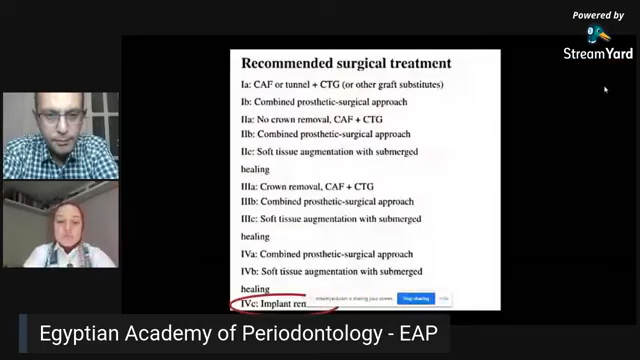 Powered by
StreamYard
Recommended surgical treatment
Ia: CAF or tunnel + CTG (or other graft substitutes)
Ib: Combined prosthetic-surgical approach
IIa: No crown removal, CAF + CTG
IIb: Combined prosthetic-surgical approach
IIc: Soft tissue augmentation with submerged
healing
IIIa: Crown removal, CAF + CTG
IIIb: Combined prosthetic-surgical approach
IIIc: Soft tissue augmentation with submerged
healing
IVa: Combined prosthetic-surgical approach
IVb: Soft tissue augmentation with submerged
healing
IVc: Implant
is sharing your screen.
Stop sharing
Hide
Egyptian Academy of Periodontology - EAP